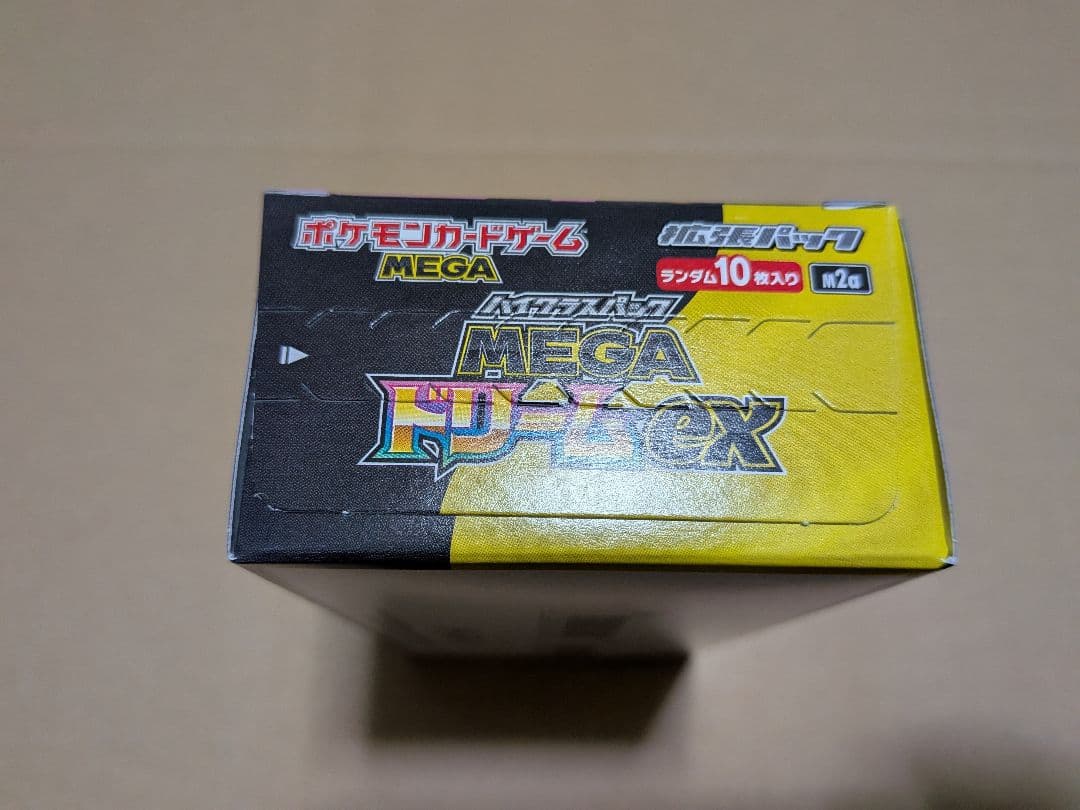 ポケモンカードゲーム
MEGA
拡張パック
ランダム10枚入り
M2a
ハイクラスパック
MEGA
ドリームex